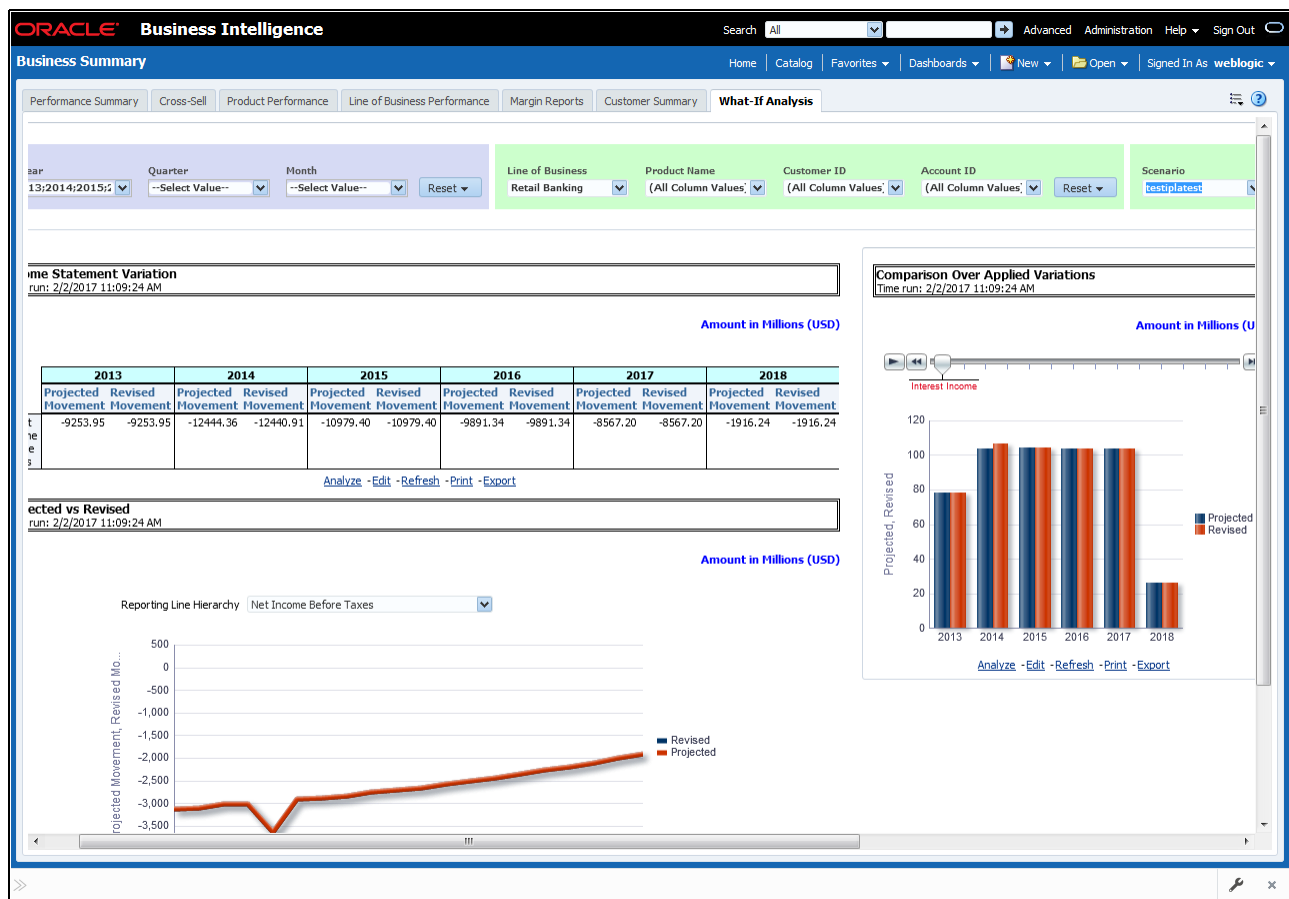 ORACLE Business Intelligence
Search All Advanced Administration Help Sign Out
Business Summary
Home Catalog Favorites Dashboards New Open Signed In As weblogic
Performance Summary Cross-Sell Product Performance Line of Business Performance Margin Reports Customer Summary What-If Analysis
ear Quarter Month
13;2014;2015;2 --Select Value-- --Select Value-- Reset
Line of Business Product Name Customer ID Account ID
Retail Banking (All Column Values) (All Column Values) (All Column Values) Reset
Scenario
testiplatest
ome Statement Variation
run: 2/2/2017 11:09:24 AM
Amount in Millions (USD)
2013 2014 2015 2016 2017 2018
Projected Revised Projected Revised Projected Revised Projected Revised Projected Revised Projected Revised
Movement Movement Movement Movement Movement Movement Movement Movement Movement Movement Movement Movement
t -9253.95 -9253.95 -12444.36 -12440.91 -10979.40 -10979.40 -9891.34 -9891.34 -8567.20 -8567.20 -1916.24 -1916.24
ne
e
s
Analyze -Edit -Refresh -Print -Export
ected vs Revised
run: 2/2/2017 11:09:24 AM
Amount in Millions (USD)
Reporting Line Hierarchy Net Income Before Taxes
rojected Movement, Revised Mo...
500
0
-500
-1,000
-1,500
-2,000
-2,500
-3,000
-3,500
Revised
Projected
Comparison Over Applied Variations
Time run: 2/2/2017 11:09:24 AM
Amount in Millions (U
Interest Income
Projected, Revised
120
100
80
60
40
20
0
2013 2014 2015 2016 2017 2018
Projected
Revised
Analyze -Edit -Refresh -Print -Export